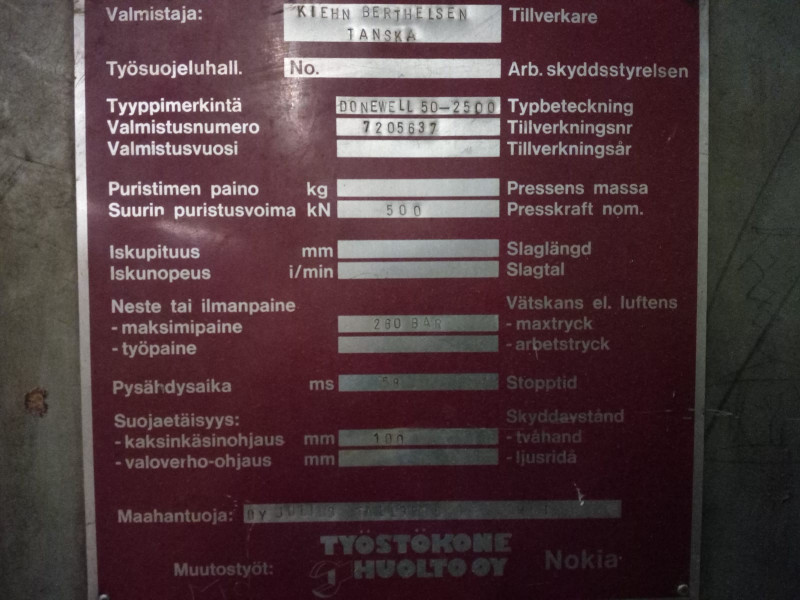 Valmistaja: KIEHN BERTHELSEN Tillverkare
TANSKA
Työsuojeluhall. No. Arb. skyddsstyrelsen
Tyyppimerkintä DONEWELL 50-2500 Typbeteckning
Valmistusnumero 7205637 Tillverkningsnr
Valmistusvuosi Tillverkningsår
Puristimen paino kg Pressens massa
Suurin puristusvoima kN 500 Presskraft nom.
Iskupituus mm Slaglängd
Iskunopeus i/min Slagtal
Neste tai ilmanpaine Vätskans el. luftens
- maksimipaine 280 BAR - maxtryck
- työpaine - arbetstryck
Pysähdysaika ms 58 Stopptid
Suojaetäisyys: Skyddavstånd
- kaksinkäsinohjaus mm 100 - tvåhand
- valoverho-ohjaus mm - ljusridå
Maahantuoja: OY
TYÖSTÖKONE
Muutostyöt: HUOLTO OY Nokia